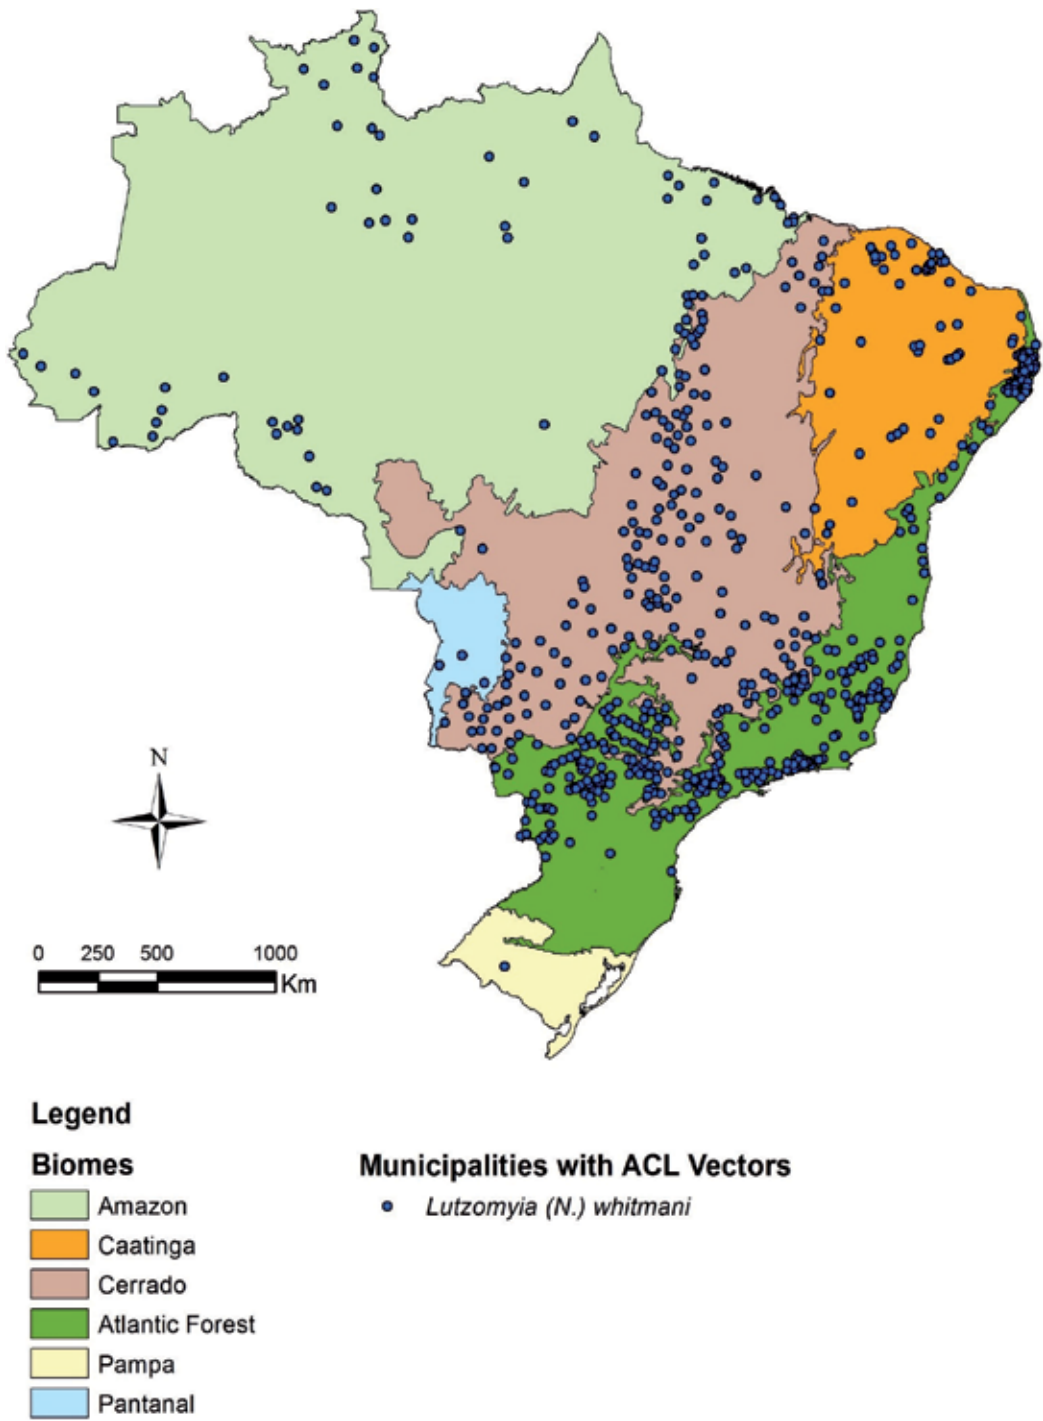 N
0 250 500 1000
Km
Legend
Biomes
Amazon
Caatinga
Cerrado
Atlantic Forest
Pampa
Pantanal
Municipalities with ACL Vectors
Lutzomyia (N.) whitmani